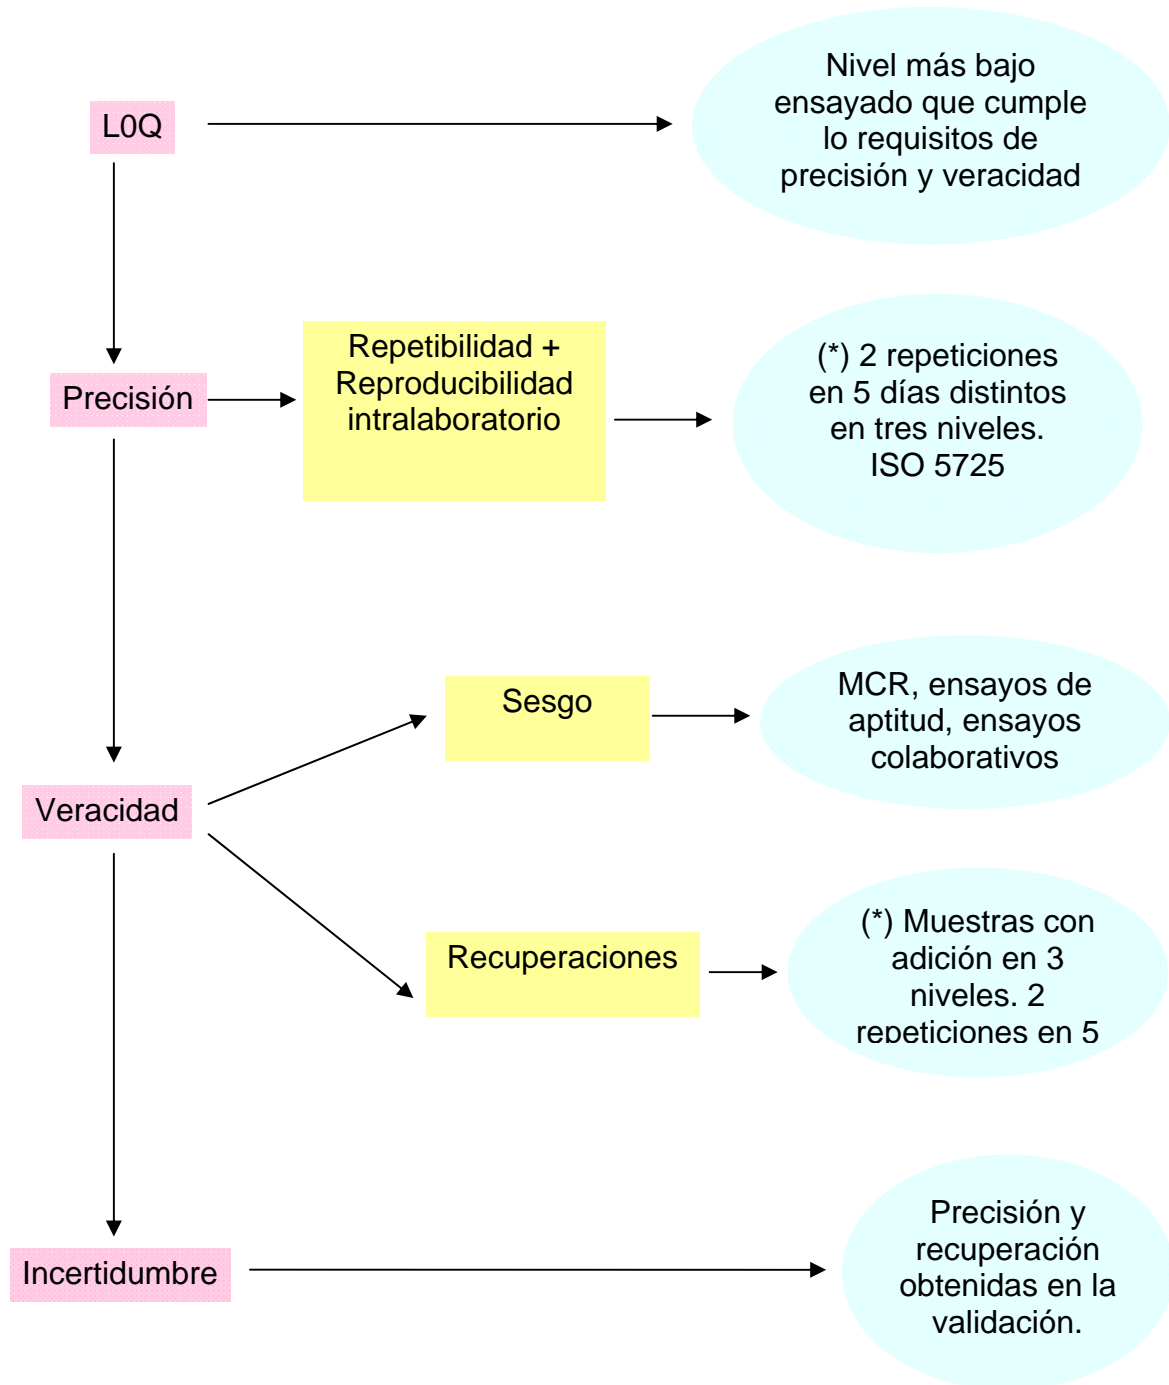 L0Q
Nivel más bajo
ensayado que cumple
lo requisitos de
precisión y veracidad
Precisión
Repetibilidad +
Reproducibilidad
intralaboratorio
(*) 2 repeticiones
en 5 días distintos
en tres niveles.
ISO 5725
Veracidad
Sesgo
MCR, ensayos de
aptitud, ensayos
colaborativos
Recuperaciones
(*) Muestras con
adición en 3
niveles. 2
repeticiones en 5
Incertidumbre
Precisión y
recuperación
obtenidas en la
validación.